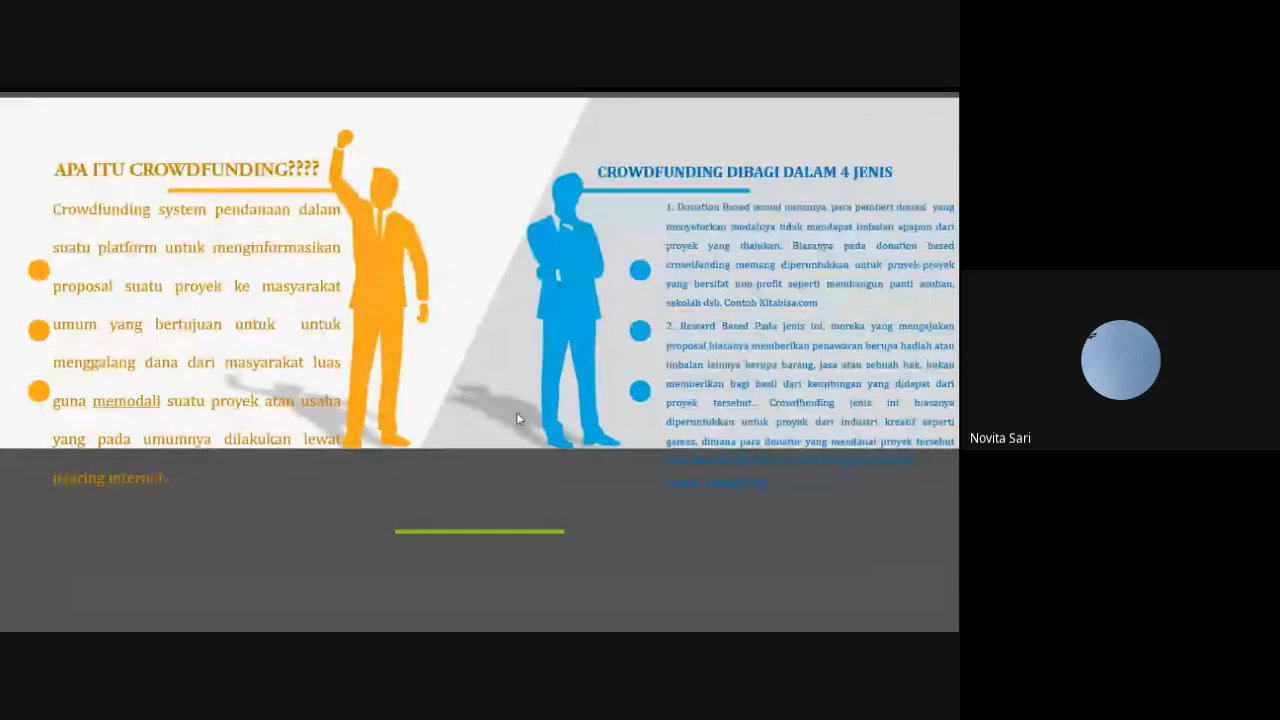 APA ITU CROWDFUNDING????
Crowdfunding system pendanaan dalam
suatu platform untuk menginformasikan
proposal suatu proyek ke masyarakat
umum yang bertujuan untuk untuk
menggalang dana dari masyarakat luas
guna memodali suatu proyek atau usaha
yang pada umumnya dilakukan lewat
jejaring internet.
CROWDFUNDING DIBAGI DALAM 4 JENIS
1. Donation Based sesuai namanya, para pemberi donasi yang
menyetorkan modalnya tidak mendapat imbalan apapun dari
proyek yang diajukan. Biasanya pada donation based
crowdfunding memang diperuntukkan untuk proyek-proyek
yang bersifat non-profit seperti membangun panti asuhan,
sekolah dsb. Contoh Kitabisa.com
2. Reward Based Pada jenis ini, mereka yang mengajukan
proposal biasanya memberikan penawaran berupa hadiah atau
imbalan lainnya berupa barang, jasa atau sebuah hak, bukan
memberikan bagi hasil dari keuntungan yang didapat dari
proyek tersebut.. Crowdfunding jenis ini biasanya
diperuntukkan untuk proyek dari industri kreatif seperti
games, dimana para donatur yang mendanai proyek tersebut
Novita Sari